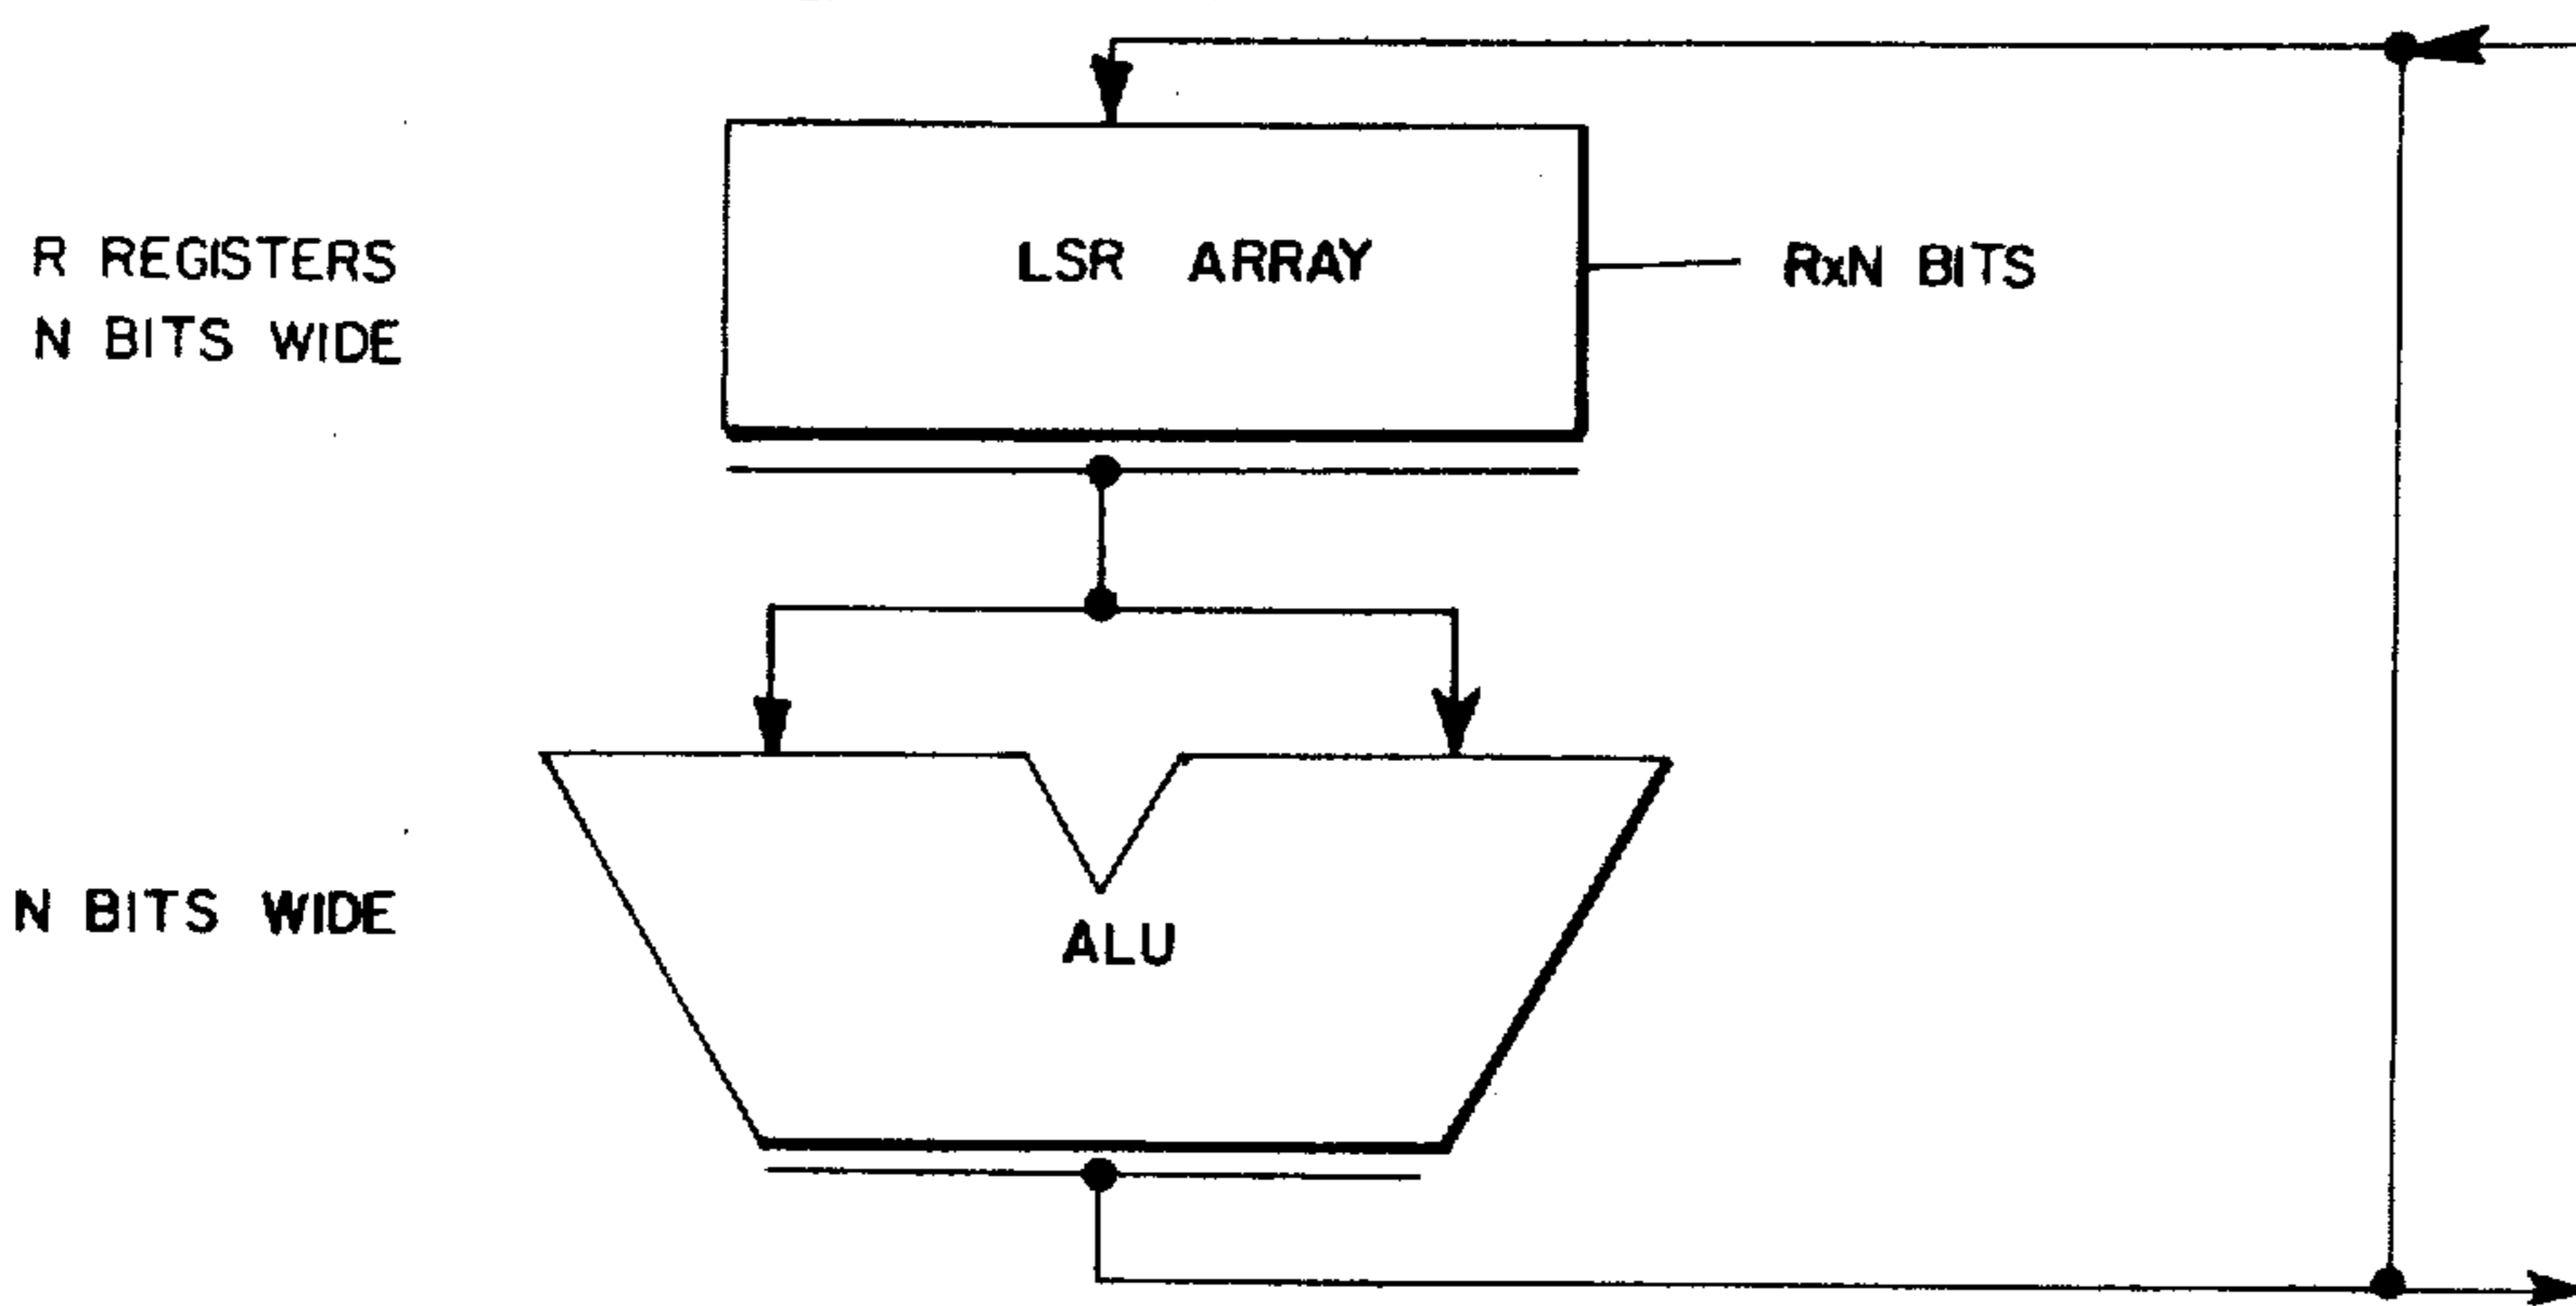 R REGISTERS
N BITS WIDE
LSR ARRAY
RxN BITS
N BITS WIDE
ALU